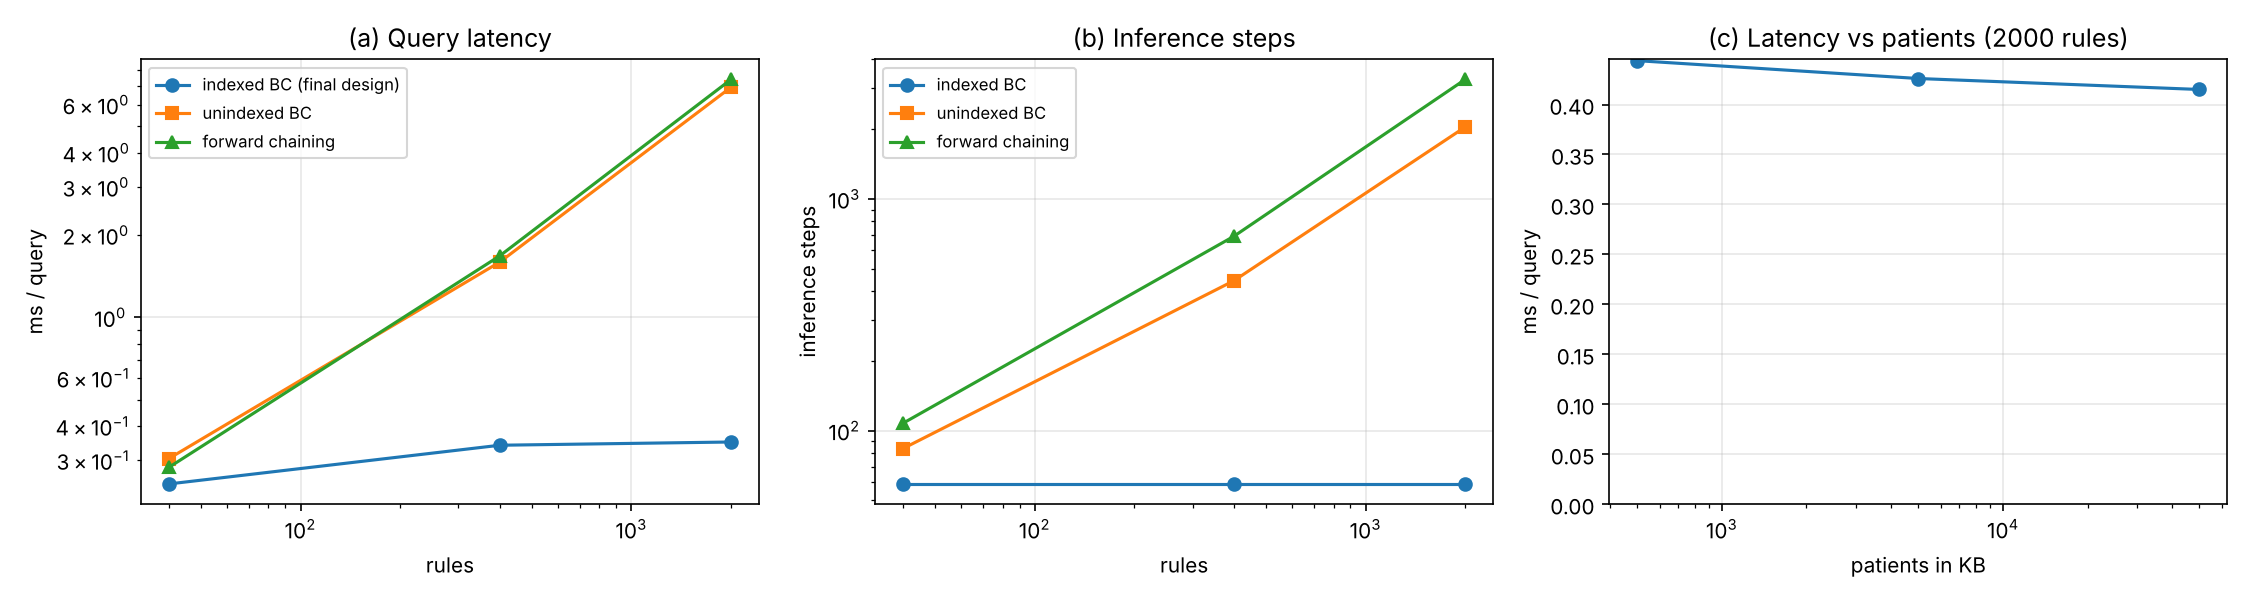 (a) Query latency
indexed BC (final design)
unindexed BC
forward chaining
6 × 10⁰
4 × 10⁰
3 × 10⁰
2 × 10⁰
10⁰
6 × 10⁻¹
4 × 10⁻¹
3 × 10⁻¹
ms / query
10²
10³
rules
(b) Inference steps
indexed BC
unindexed BC
forward chaining
10³
10²
inference steps
10²
10³
rules
(c) Latency vs patients (2000 rules)
0.40
0.35
0.30
0.25
0.20
0.15
0.10
0.05
0.00
ms / query
10³
10⁴
patients in KB